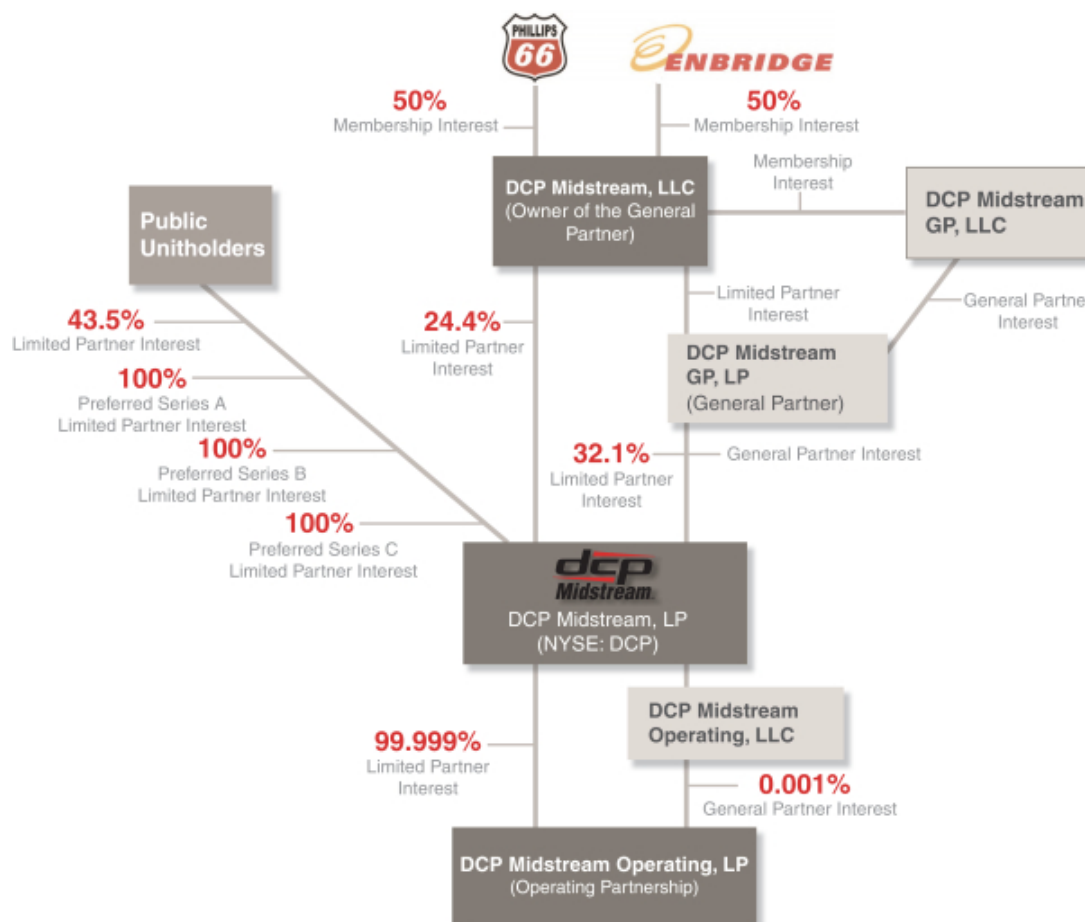 PHILLIPS
66
ENBRIDGE
50%
Membership Interest
50%
Membership Interest
DCP Midstream, LLC
(Owner of the General
Partner)
Membership
Interest
DCP Midstream
GP, LLC
Public
Unitholders
Limited Partner
Interest
General Partner
Interest
43.5%
Limited Partner Interest
24.4%
Limited Partner
Interest
DCP Midstream
GP, LP
(General Partner)
100%
Preferred Series A
Limited Partner Interest
100%
Preferred Series B
Limited Partner Interest
32.1%
Limited Partner
Interest
General Partner Interest
100%
Preferred Series C
Limited Partner Interest
dcp
Midstream
DCP Midstream, LP
(NYSE: DCP)
DCP Midstream
Operating, LLC
99.999%
Limited Partner
Interest
0.001%
General Partner Interest
DCP Midstream Operating, LP
(Operating Partnership)